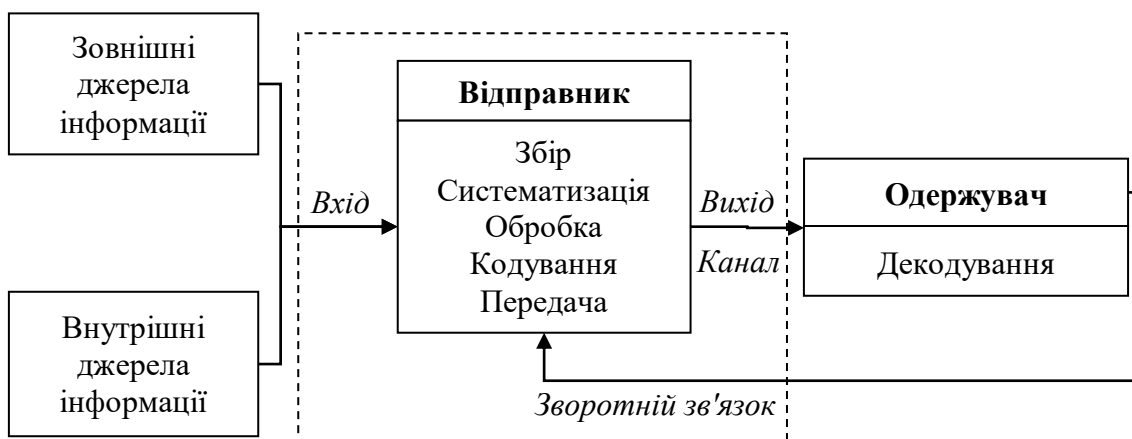 Зовнішні
джерела
інформації
Внутрішні
джерела
інформації
Вхід
Відправник
Збір
Систематизація
Обробка
Кодування
Передача
Вихід
Канал
Одержувач
Декодування
Зворотній зв'язок